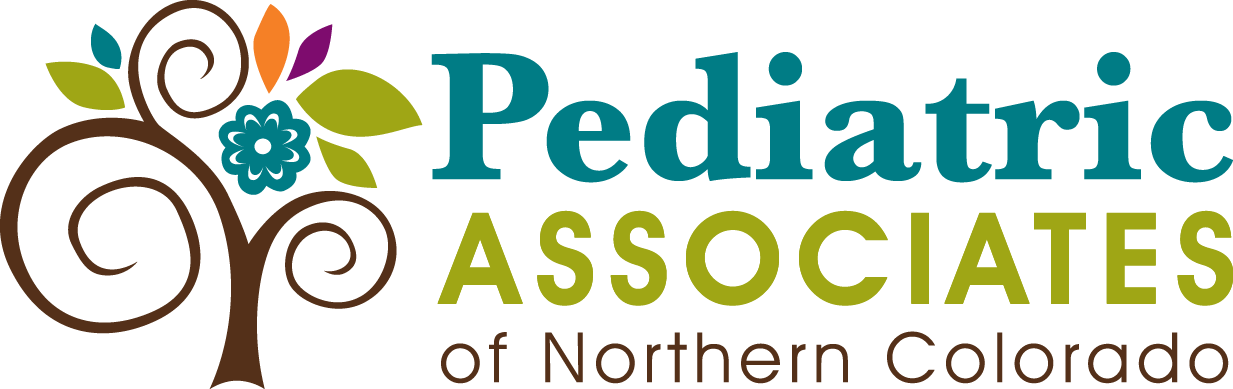 Pediatric
ASSOCIATES
of Northern Colorado